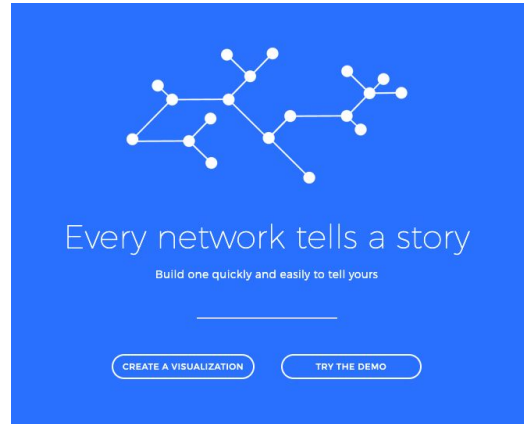 Every network tells a story
Build one quickly and easily to tell yours
CREATE A VISUALIZATION
TRY THE DEMO